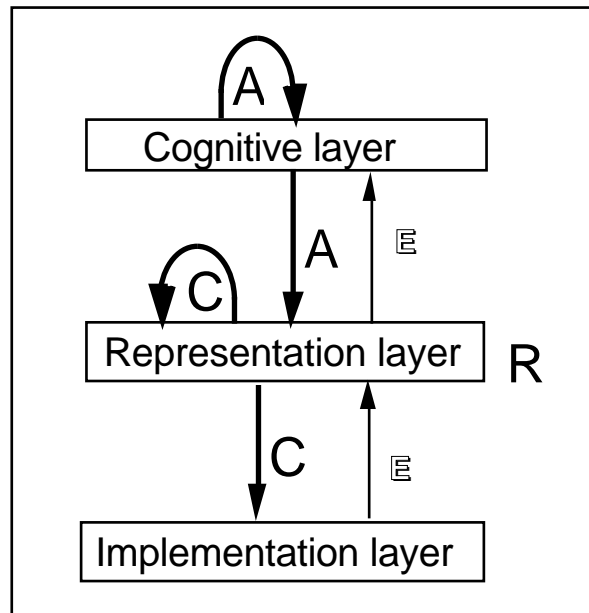 A
Cognitive layer
A
𝔼
C
Representation layer
R
C
𝔼
Implementation layer